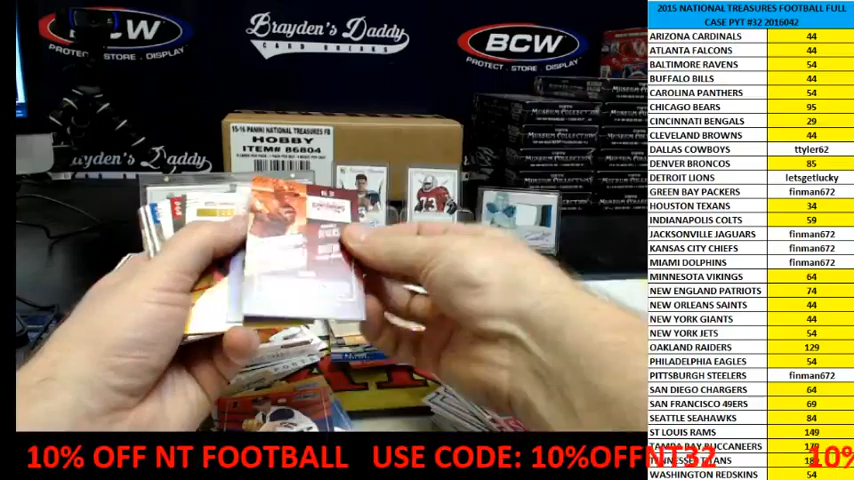 2015 NATIONAL TREASURES FOOTBALL FULL
CASE PYT #32 2016042
ARIZONA CARDINALS 44
ATLANTA FALCONS 44
BALTIMORE RAVENS 54
BUFFALO BILLS 44
CAROLINA PANTHERS 54
CHICAGO BEARS 95
CINCINNATI BENGALS 29
CLEVELAND BROWNS 44
DALLAS COWBOYS ttyler62
DENVER BRONCOS 85
DETROIT LIONS letsgetlucky
GREEN BAY PACKERS finman672
HOUSTON TEXANS 34
INDIANAPOLIS COLTS 59
JACKSONVILLE JAGUARS finman672
KANSAS CITY CHIEFS finman672
MIAMI DOLPHINS finman672
MINNESOTA VIKINGS 64
NEW ENGLAND PATRIOTS 74
NEW ORLEANS SAINTS 44
NEW YORK GIANTS 44
NEW YORK JETS 54
OAKLAND RAIDERS 129
PHILADELPHIA EAGLES 54
PITTSBURGH STEELERS finman672
SAN DIEGO CHARGERS 64
SAN FRANCISCO 49ERS 69
SEATTLE SEAHAWKS 84
ST LOUIS RAMS 149
TAMPA BAY BUCCANEERS
WASHINGTON REDSKINS 54
BCW
PROTECT. STORE. DISPLAY.
Brayden's Daddy
CARD BREAKS
BCW
PROTECT. STORE. DISPLAY.
Brayden's Daddy
15-16 PANINI NATIONAL TREASURES FB
HOBBY
ITEM# 86804
10% OFF NT FOOTBALL USE CODE: 10%OFFNT32 10%